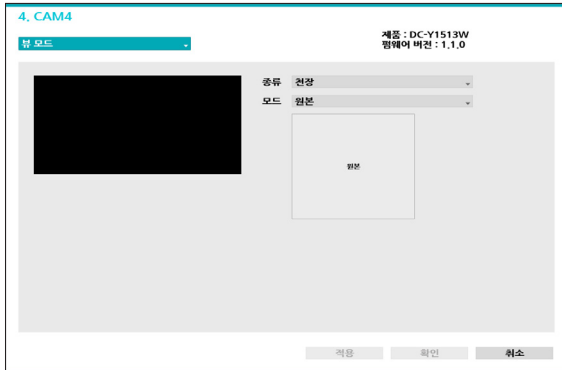 4. CAM4
뷰 모드
제품 : DC-Y1513W
펌웨어 버전 : 1.1.0
종류 천장
모드 원본
원본
적용 확인 취소